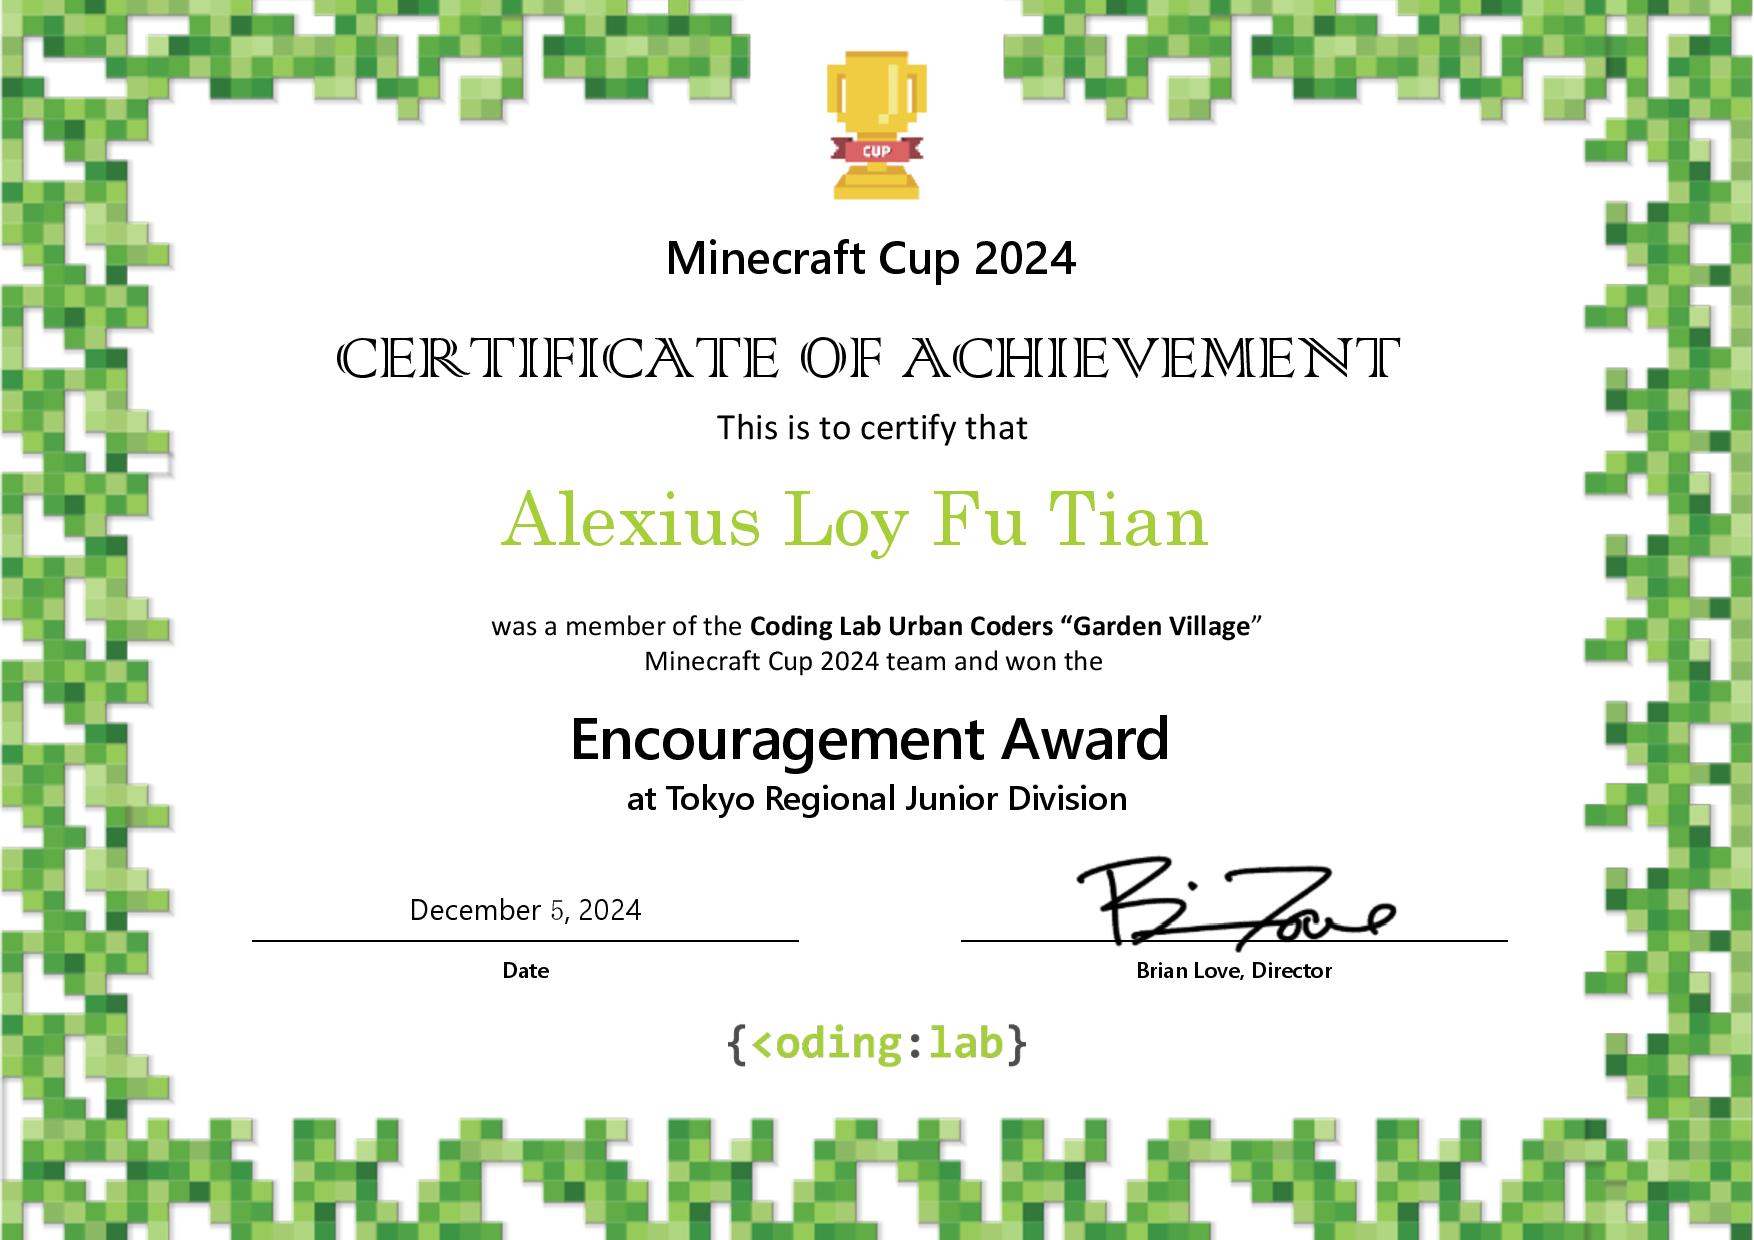 CUP
Minecraft Cup 2024
CERTIFICATE OF ACHIEVEMENT
This is to certify that
Alexius Loy Fu Tian
was a member of the Coding Lab Urban Coders “Garden Village”
Minecraft Cup 2024 team and won the
Encouragement Award
at Tokyo Regional Junior Division
December 5, 2024
Date
Brian Love, Director
{<oding:lab}